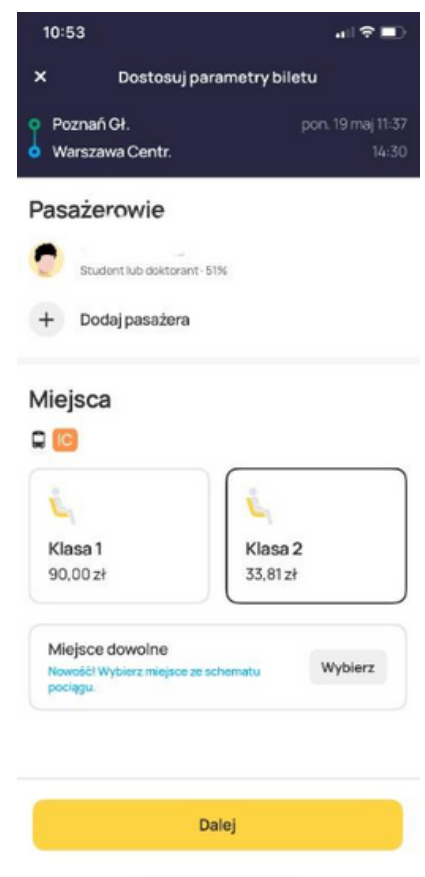 10:53
Dostosuj parametry biletu
Poznań Gł. pon. 19 maj 11:37
Warszawa Centr. 14:30
Pasażerowie
Student lub doktorant · 51%
Dodaj pasażera
Miejsca
IC
Klasa 1 Klasa 2
90,00 zł 33,81 zł
Miejsce dowolne
Nowość! Wybierz miejsce ze schematu
pociągu.
Wybierz
Dalej